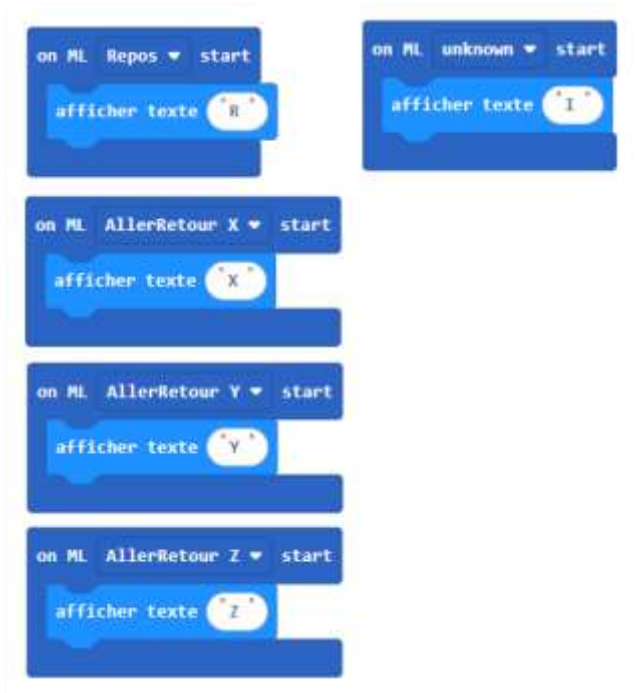 on ML Repos start
afficher texte "R"
on ML unknown start
afficher texte "I"
on ML AllerRetour X start
afficher texte "X"
on ML AllerRetour Y start
afficher texte "Y"
on ML AllerRetour Z start
afficher texte "Z"